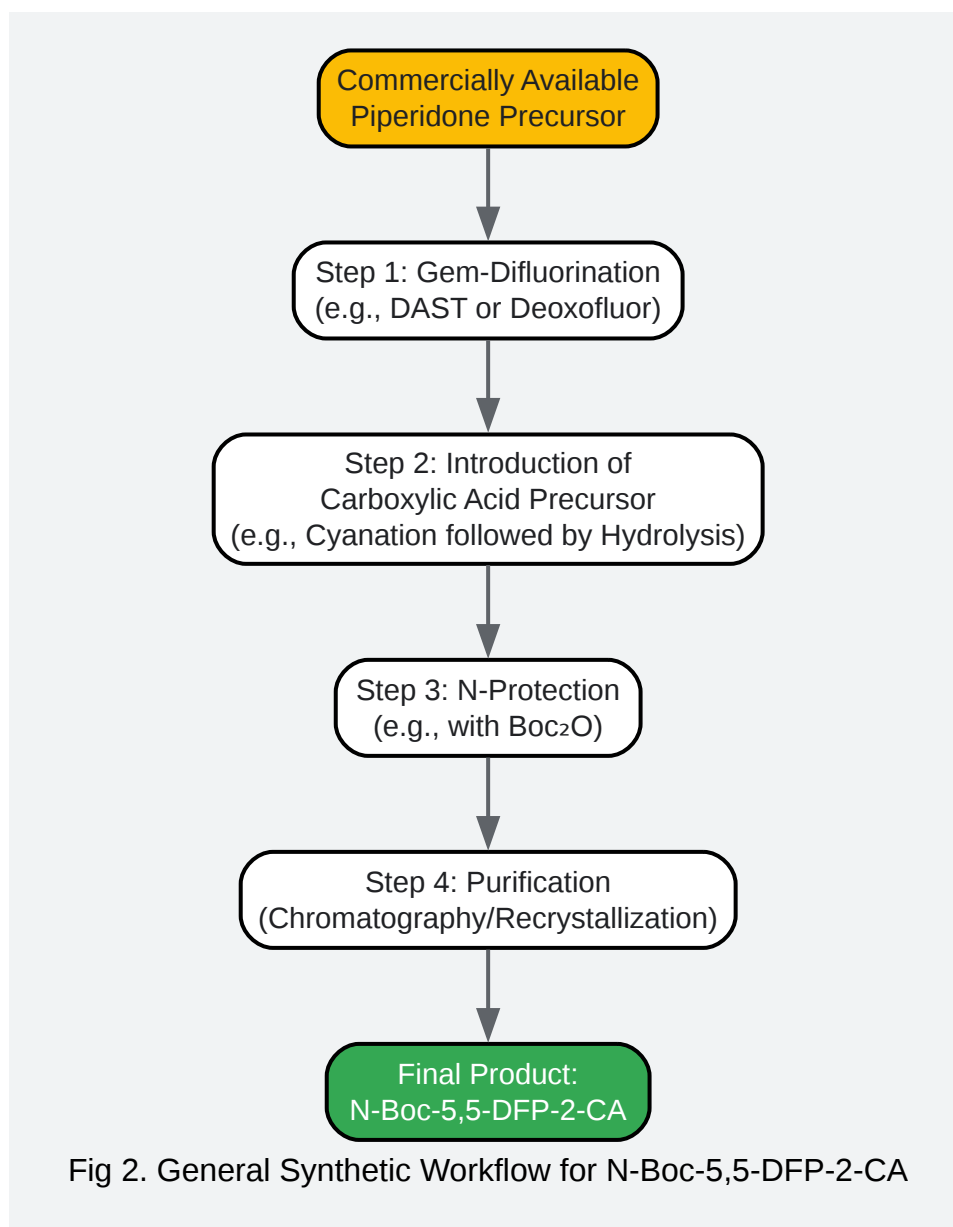 Commercially Available
Piperidone Precursor
Step 1: Gem-Difluorination
(e.g., DAST or Deoxofluor)
Step 2: Introduction of
Carboxylic Acid Precursor
(e.g., Cyanation followed by Hydrolysis)
Step 3: N-Protection
(e.g., with Boc₂O)
Step 4: Purification
(Chromatography/Recrystallization)
Final Product:
N-Boc-5,5-DFP-2-CA
Fig 2. General Synthetic Workflow for N-Boc-5,5-DFP-2-CA